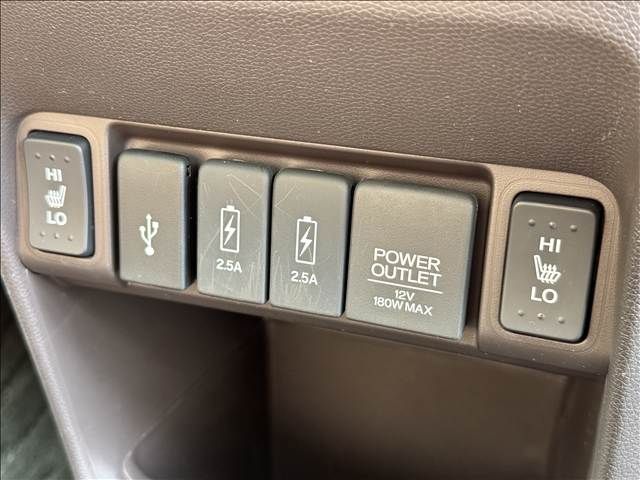 HI
LO
2.5A
2.5A
POWER
OUTLET
12V
180W MAX
HI
LO